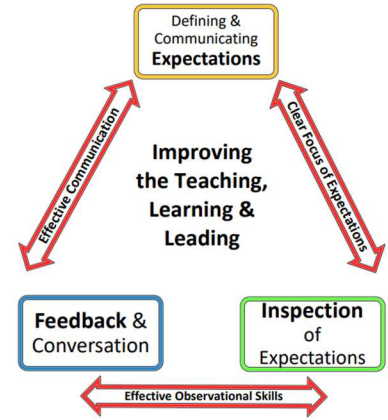 Defining &
Communicating
Expectations
Effective Communication
Clear Focus of Expectations
Improving
the Teaching,
Learning &
Leading
Feedback &
Conversation
Inspection
of
Expectations
Effective Observational Skills